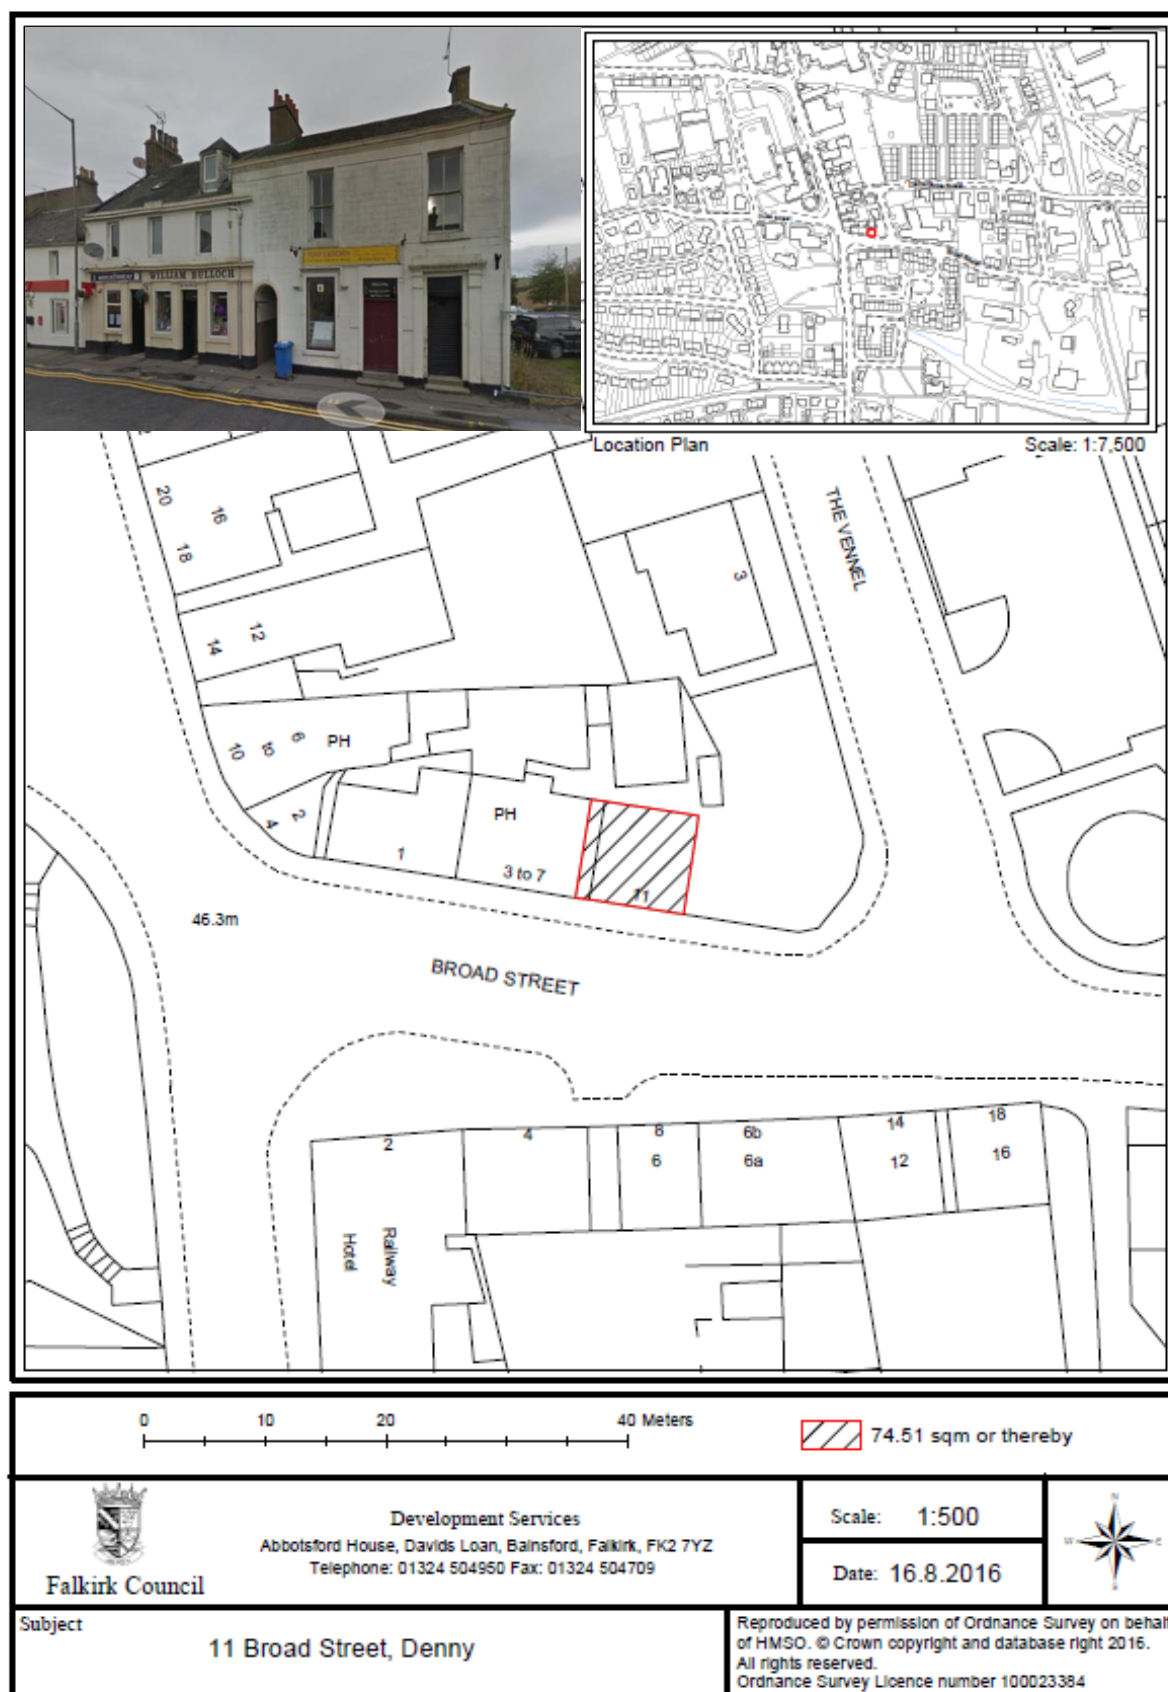 WILLIAM BULLOCH
Location Plan
Scale: 1:7,500
20
16
18
THE VENNEL
3
12
14
10
to
6
PH
2
4
PH
1
3 to 7
11
46.3m
BROAD STREET
2
4
8
6b
14
18
6
6a
12
16
Railway
Hotel
0 10 20 40 Meters
74.51 sqm or thereby
Falkirk Council
Development Services
Abbotsford House, Davids Loan, Bainsford, Falkirk, FK2 7YZ
Telephone: 01324 504950 Fax: 01324 504709
Scale: 1:500
Date: 16.8.2016
N
W
E
S
Subject
11 Broad Street, Denny
Reproduced by permission of Ordnance Survey on behalf
of HMSO. © Crown copyright and database right 2016.
All rights reserved.
Ordnance Survey Licence number 100023384